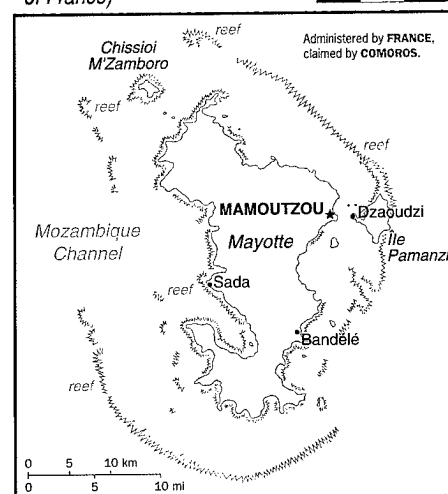 of France)
reef
Chissioi
M'Zamboro
Administered by FRANCE,
claimed by COMOROS.
reef
reef
MAMOUTZOU
Dzaoudzi
Mozambique
Channel
Mayotte
Ile
Pamanzi
reef
Sada
Bandélé
reef
0 5 10 km
0 5 10 mi